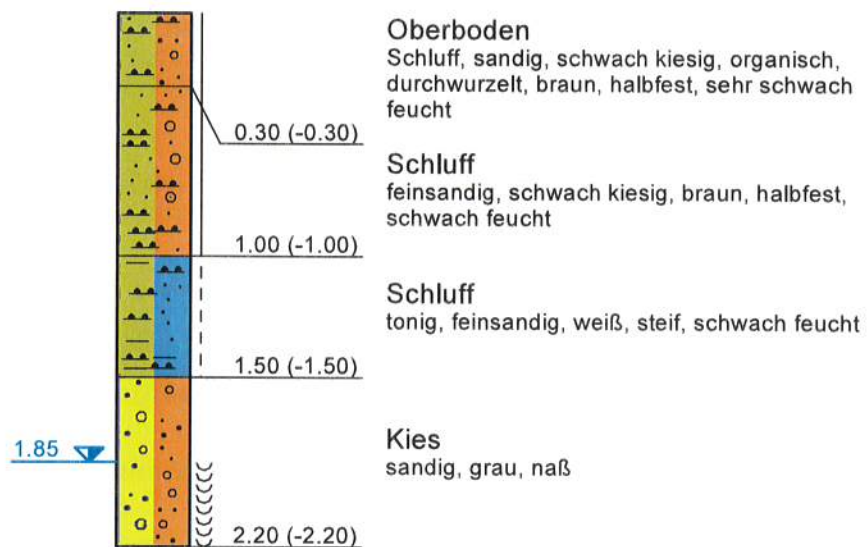 Oberboden
Schluff, sandig, schwach kiesig, organisch,
durchwurzelt, braun, halbfest, sehr schwach
feucht
0.30 (-0.30)
Schluff
feinsandig, schwach kiesig, braun, halbfest,
schwach feucht
1.00 (-1.00)
Schluff
tonig, feinsandig, weiß, steif, schwach feucht
1.50 (-1.50)
Kies
sandig, grau, naß
1.85
2.20 (-2.20)